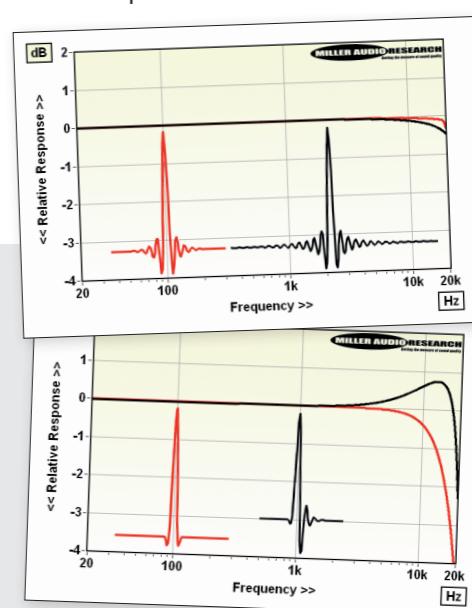 dB
MILLER AUDIO RESEARCH
2
1
0
-1
-2
-3
-4
<< Relative Response >>
20 100 1k 10k 20k
Frequency >>
Hz
MILLER AUDIO RESEARCH
1
0
-1
-2
-3
-4
<< Relative Response >>
20 100 1k 10k 20k
Frequency >>
Hz